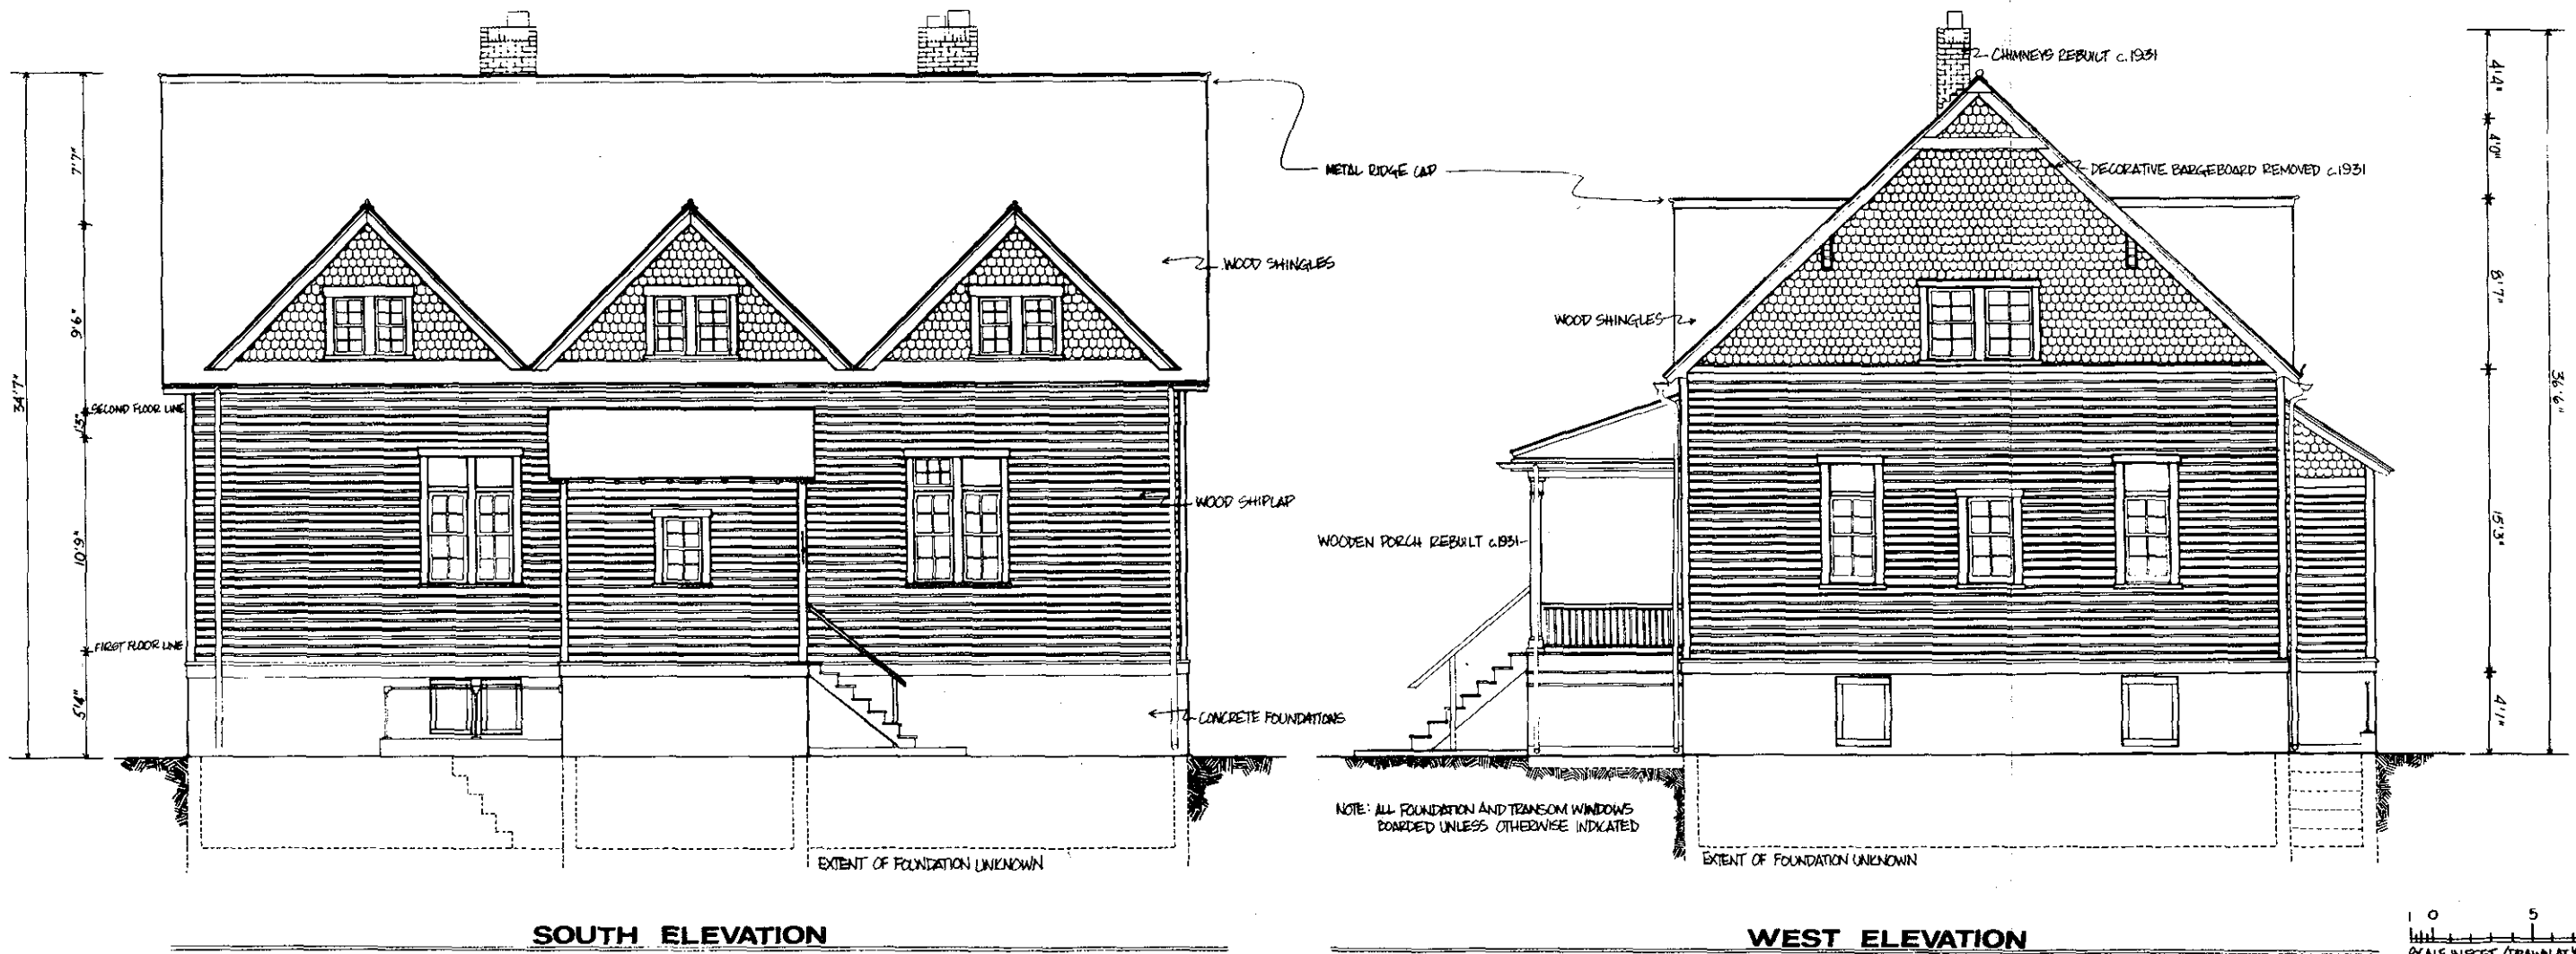 CHIMNEYS REBUILT c.1931
METAL RIDGE CAP
DECORATIVE BARGEBOARD REMOVED c.1931
WOOD SHINGLES
WOOD SHINGLES
34'7"
7'7"
9'6"
1'3"
10'9"
5'4"
SECOND FLOOR LINE
FIRST FLOOR LINE
WOOD SHIPLAP
WOODEN PORCH REBUILT c.1931
CONCRETE FOUNDATIONS
4'4"
4'0"
8'7"
15'3"
4'1"
36'6"
NOTE: ALL FOUNDATION AND TRANSOM WINDOWS
BOARDED UNLESS OTHERWISE INDICATED
EXTENT OF FOUNDATION UNKNOWN
EXTENT OF FOUNDATION UNKNOWN
SOUTH ELEVATION
WEST ELEVATION
1 0 5